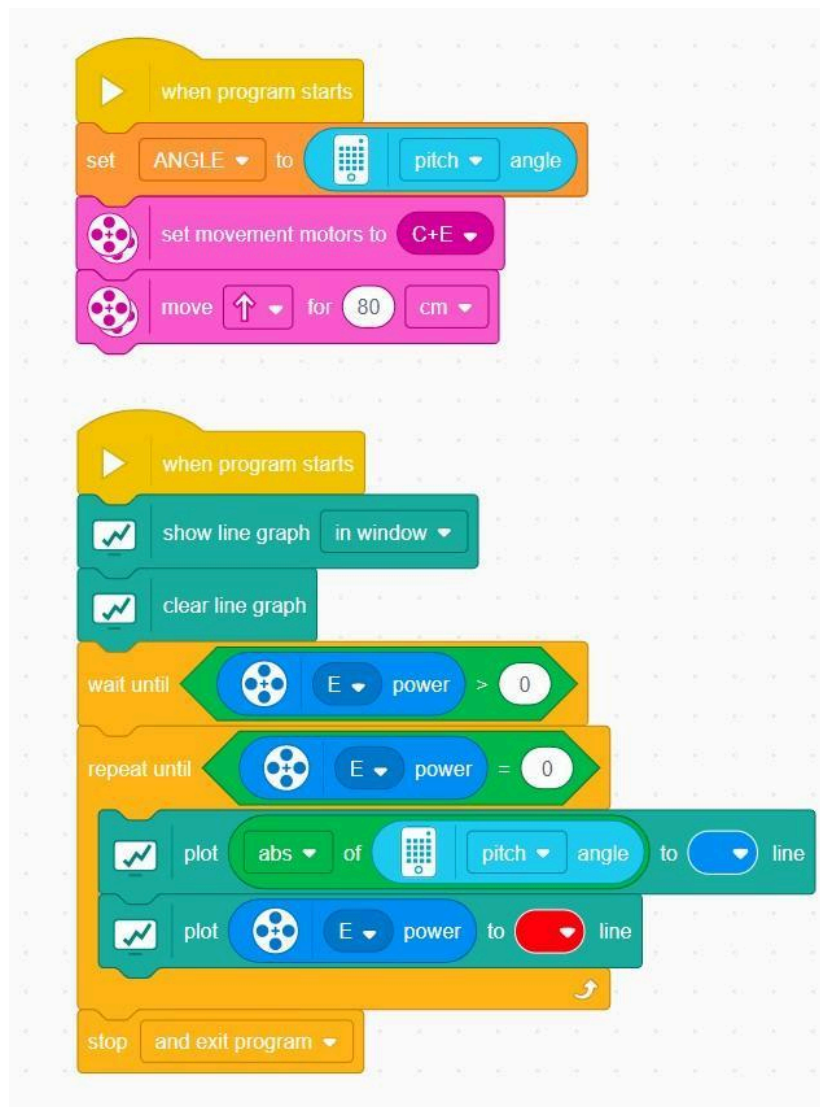 when program starts
set ANGLE to pitch angle
set movement motors to C+E
move for 80 cm
when program starts
show line graph in window
clear line graph
wait until E power > 0
repeat until E power = 0
plot abs of pitch angle to line
plot E power to line
stop and exit program